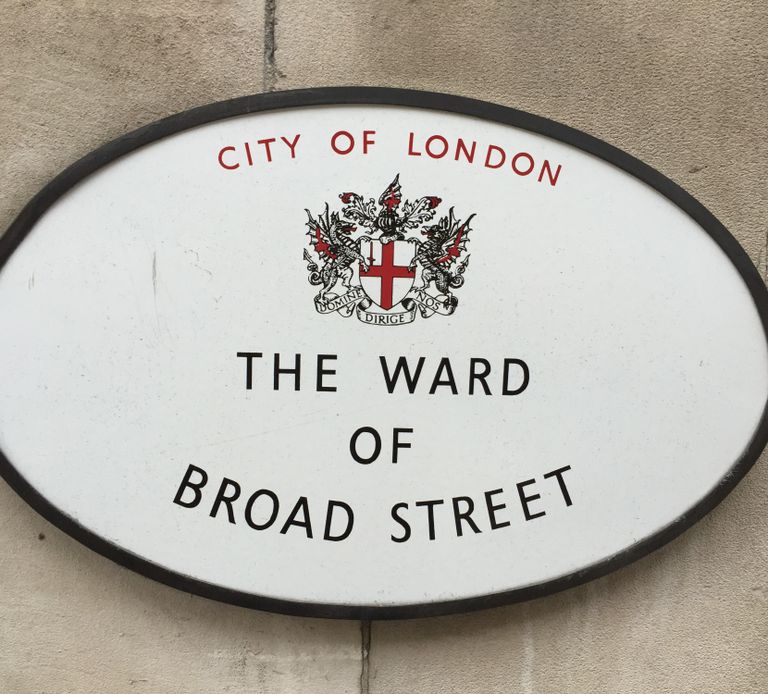 CITY OF LONDON
DOMINE DIRIGE NOS
THE WARD
OF
BROAD STREET